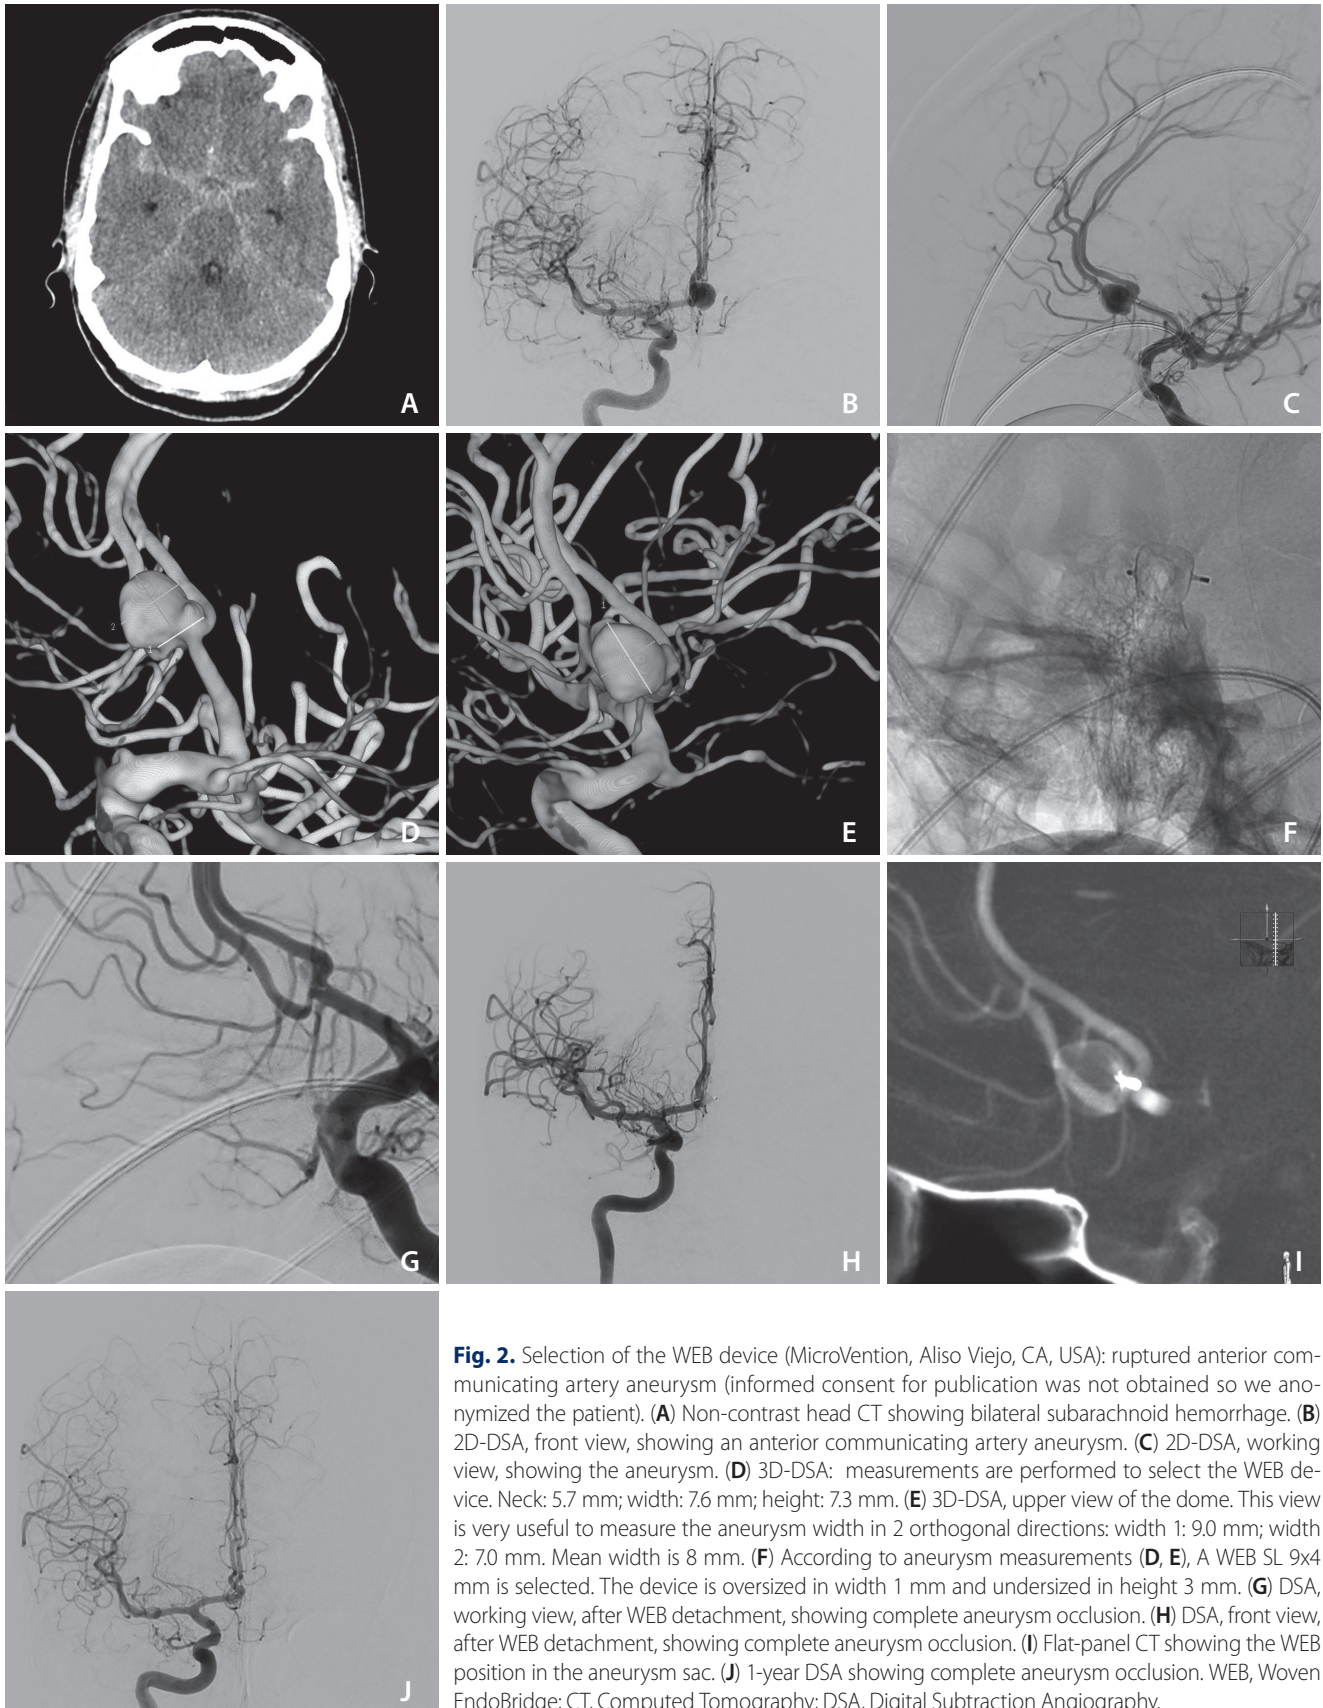 A
B
C
2
1
D
1
E
F
G
H
I
J
Fig. 2. Selection of the WEB device (MicroVention, Aliso Viejo, CA, USA): ruptured anterior com-
municating artery aneurysm (informed consent for publication was not obtained so we ano-
nymized the patient). (A) Non-contrast head CT showing bilateral subarachnoid hemorrhage. (B)
2D-DSA, front view, showing an anterior communicating artery aneurysm. (C) 2D-DSA, working
view, showing the aneurysm. (D) 3D-DSA: measurements are performed to select the WEB de-
vice. Neck: 5.7 mm; width: 7.6 mm; height: 7.3 mm. (E) 3D-DSA, upper view of the dome. This view
is very useful to measure the aneurysm width in 2 orthogonal directions: width 1: 9.0 mm; width
2: 7.0 mm. Mean width is 8 mm. (F) According to aneurysm measurements (D, E), A WEB SL 9x4
mm is selected. The device is oversized in width 1 mm and undersized in height 3 mm. (G) DSA,
working view, after WEB detachment, showing complete aneurysm occlusion. (H) DSA, front view,
after WEB detachment, showing complete aneurysm occlusion. (I) Flat-panel CT showing the WEB
position in the aneurysm sac. (J) 1-year DSA showing complete aneurysm occlusion. WEB, Woven
EndoBridge; CT, Computed Tomography; DSA, Digital Subtraction Angiography.